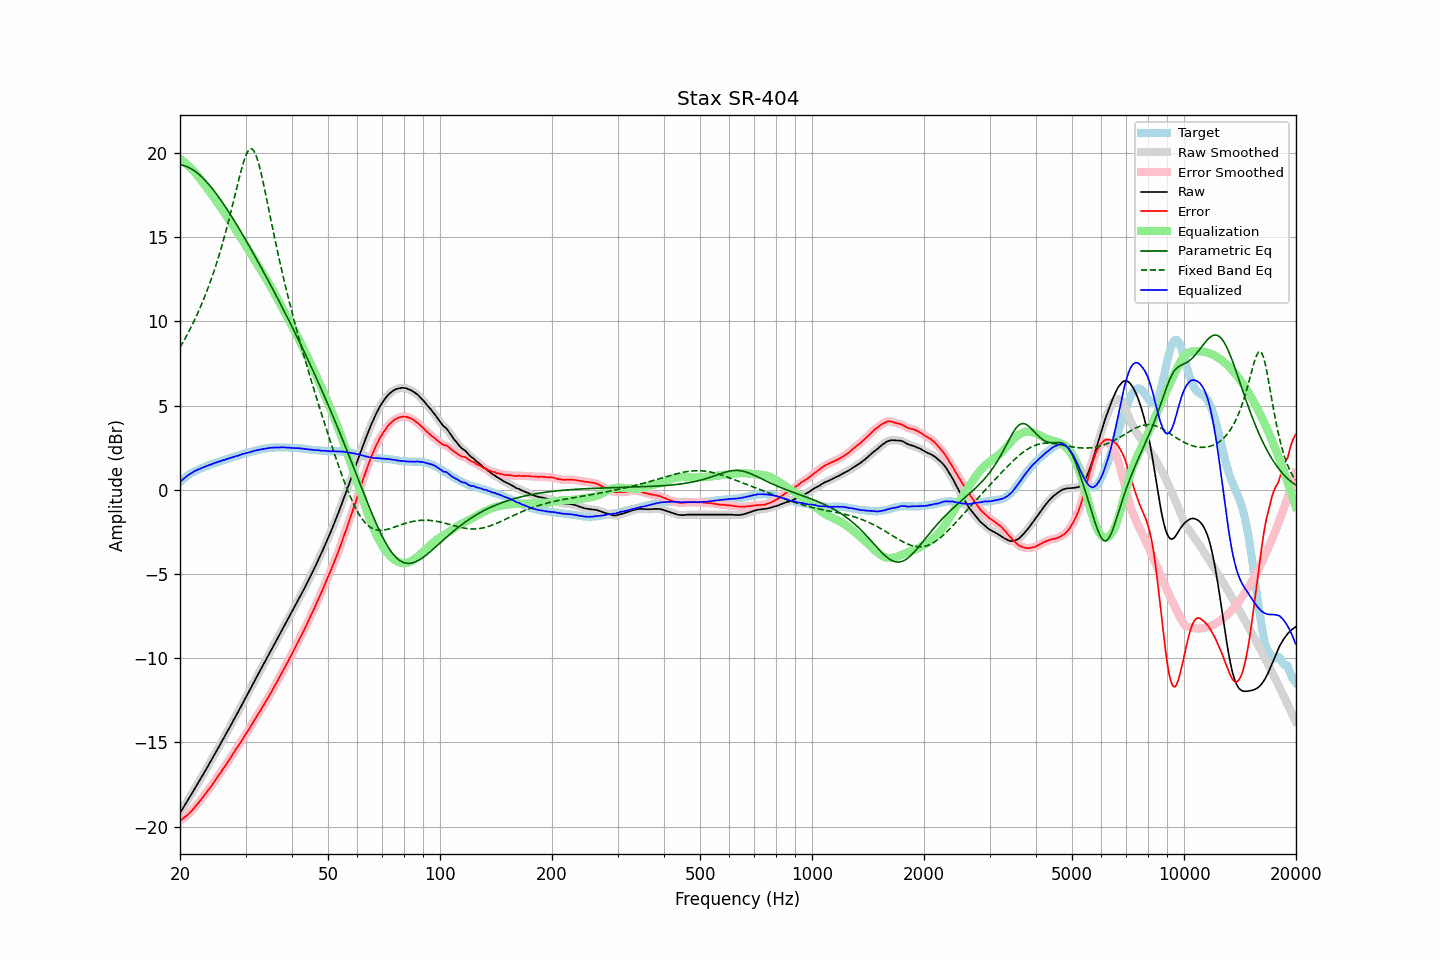 Stax SR-404
Amplitude (dBr)
20
15
10
5
0
−5
−10
−15
−20
Target
Raw Smoothed
Error Smoothed
Raw
Error
Equalization
Parametric Eq
Fixed Band Eq
Equalized
20
50
100
200
500
1000
2000
5000
10000
20000
Frequency (Hz)